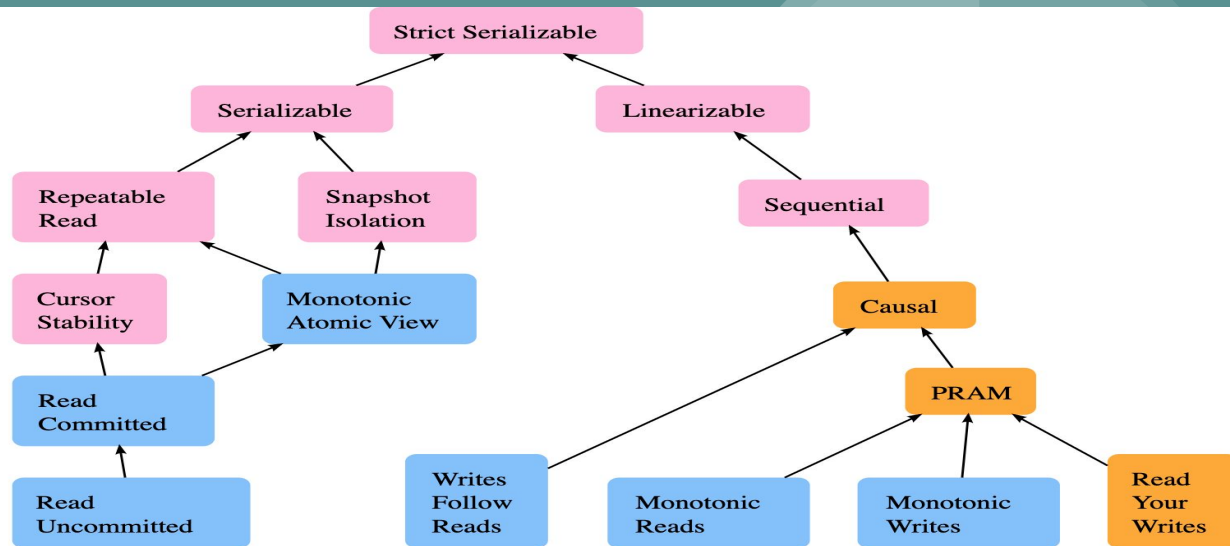 Strict Serializable
Serializable
Linearizable
Repeatable
Read
Snapshot
Isolation
Sequential
Cursor
Stability
Monotonic
Atomic View
Causal
Read
Committed
PRAM
Read
Uncommitted
Writes
Follow
Reads
Monotonic
Reads
Monotonic
Writes
Read
Your
Writes